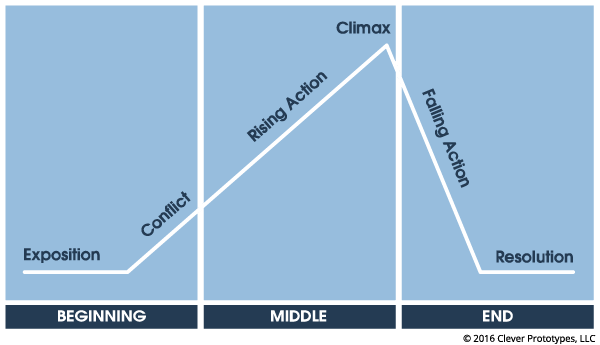 Climax
Rising Action
Falling Action
Conflict
Exposition
Resolution
BEGINNING
MIDDLE
END
© 2016 Clever Prototypes, LLC